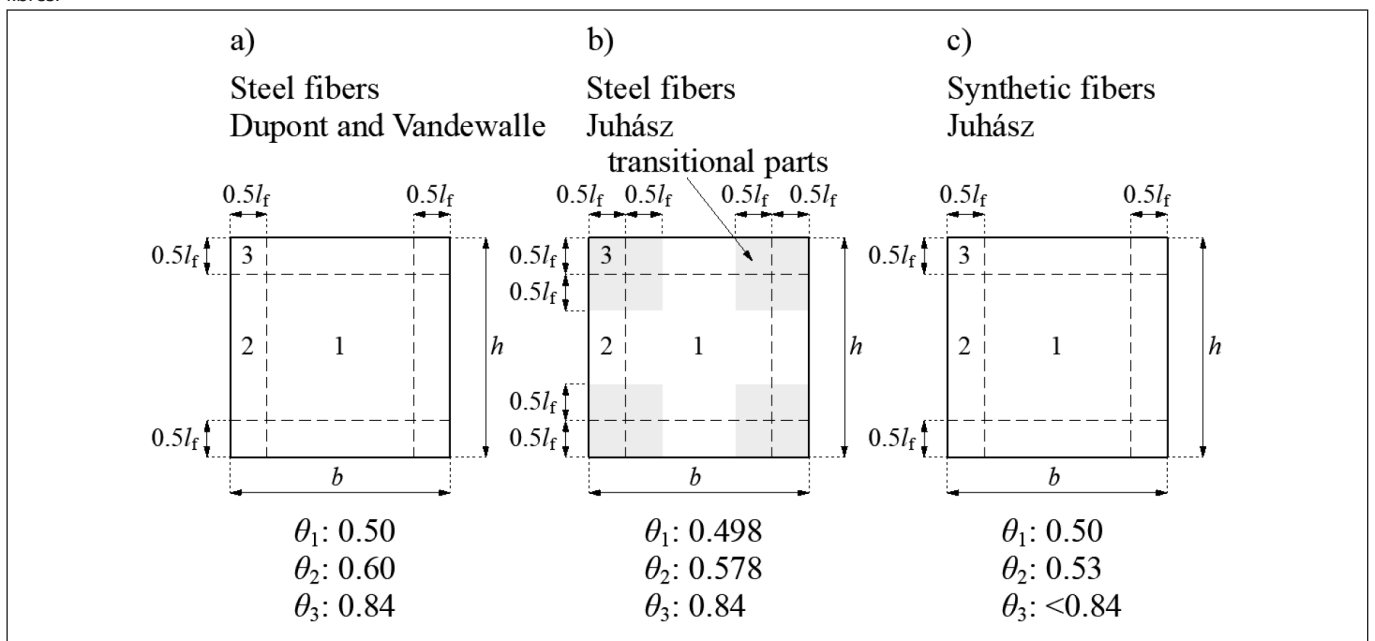 a)
Steel fibers
Dupont and Vandewalle
0.5lf
0.5lf
0.5lf
3
2
1
h
0.5lf
b
θ1: 0.50
θ2: 0.60
θ3: 0.84
b)
Steel fibers
Juhász
transitional parts
0.5lf
0.5lf
0.5lf
0.5lf
0.5lf
3
0.5lf
2
1
h
0.5lf
0.5lf
b
θ1: 0.498
θ2: 0.578
θ3: 0.84
c)
Synthetic fibers
Juhász
0.5lf
0.5lf
0.5lf
3
2
1
h
0.5lf
b
θ1: 0.50
θ2: 0.53
θ3: <0.84